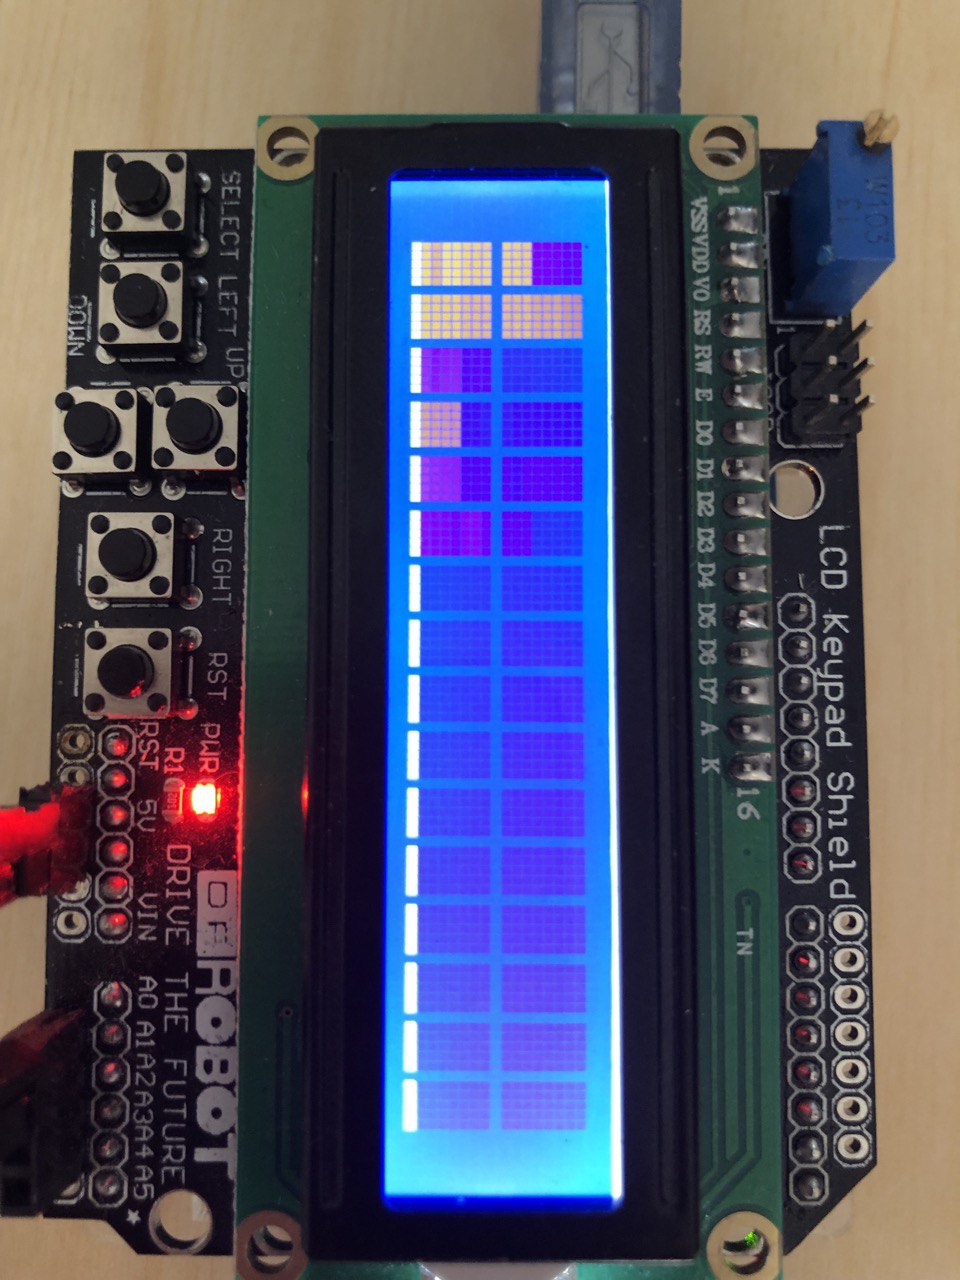 W103
LCD Keypad Shield
1
1 16 TN
VSS VDD V0 RS RW E D0 D1 D2 D3 D4 D5 D6 D7 A K
SELECT LEFT UP RIGHT RST PWR DFROBOT
R1 201 DRIVE THE FUTURE
RST 5V VIN A0 A1 A2 A3 A4 A5
DOWN